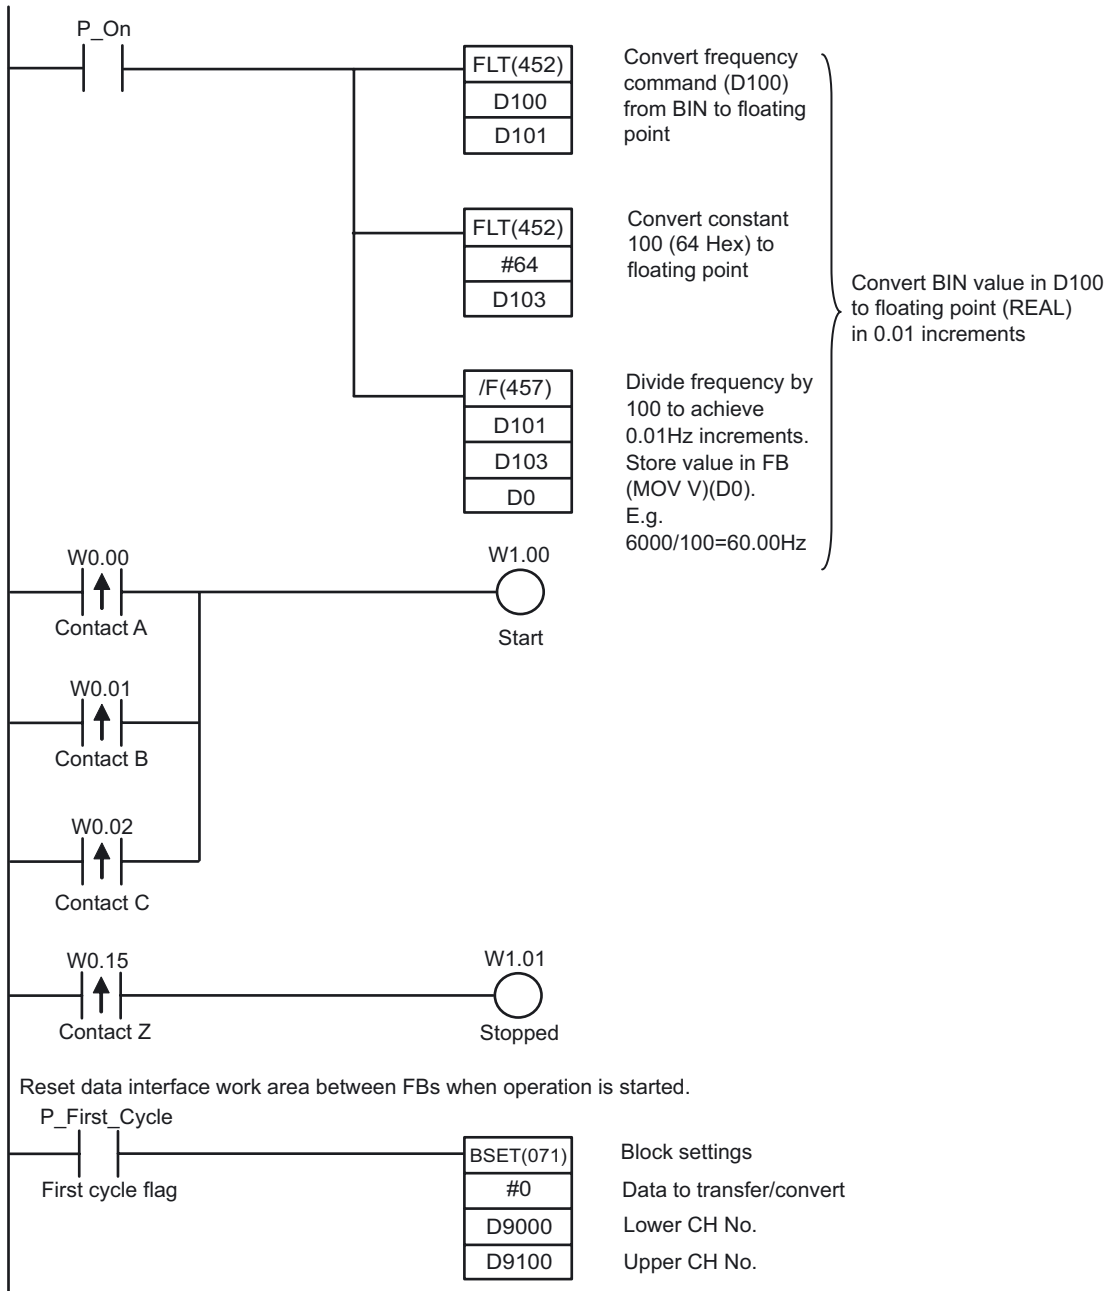 P_On
FLT(452)
D100
D101
Convert frequency
command (D100)
from BIN to floating
point
FLT(452)
#64
D103
Convert constant
100 (64 Hex) to
floating point
Convert BIN value in D100
to floating point (REAL)
in 0.01 increments
/F(457)
D101
D103
D0
Divide frequency by
100 to achieve
0.01Hz increments.
Store value in FB
(MOV V)(D0).
E.g.
6000/100=60.00Hz
W0.00
Contact A
W1.00
Start
W0.01
Contact B
W0.02
Contact C
W0.15
Contact Z
W1.01
Stopped
Reset data interface work area between FBs when operation is started.
P_First_Cycle
First cycle flag
BSET(071)
Block settings
#0
Data to transfer/convert
D9000
Lower CH No.
D9100
Upper CH No.